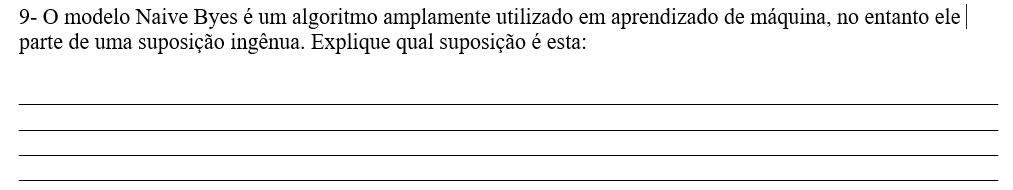 9- O modelo Naive Byes é um algoritmo amplamente utilizado em aprendizado de máquina, no entanto ele
parte de uma suposição ingênua. Explique qual suposição é esta: